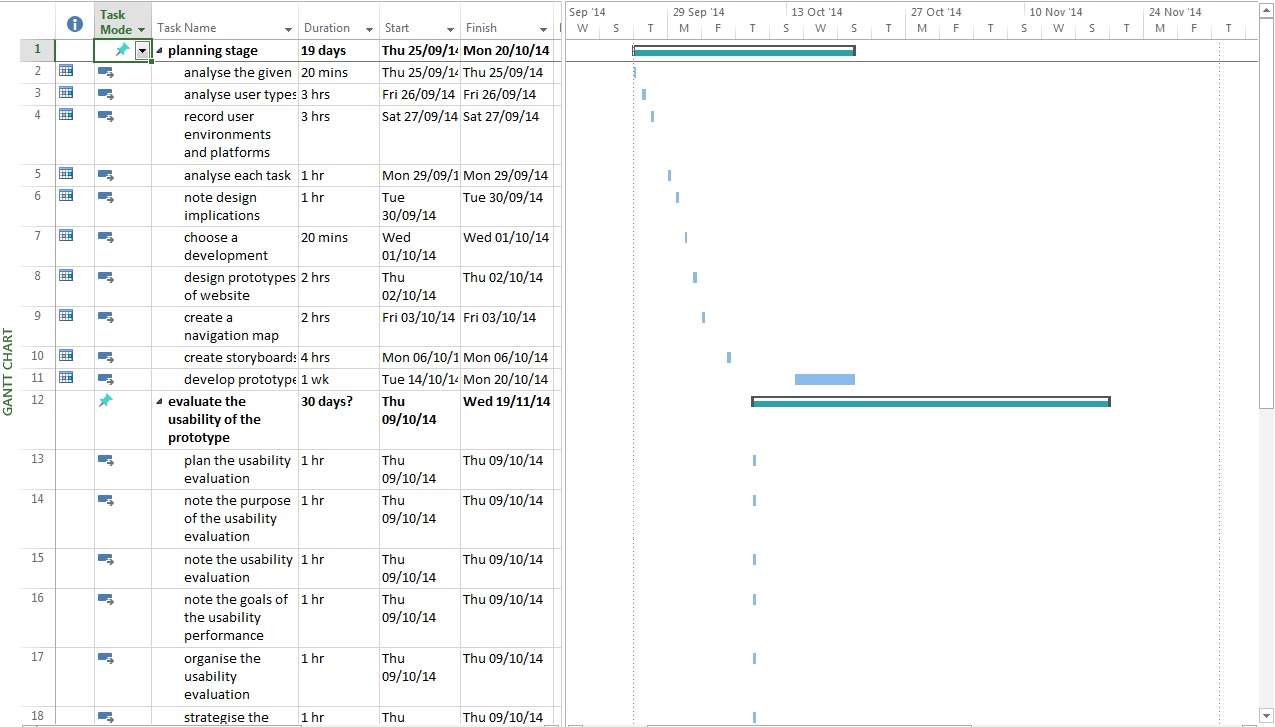 Task
Mode Task Name Duration Start Finish
Sep '14 29 Sep '14 13 Oct '14 27 Oct '14 10 Nov '14 24 Nov '14
W S T M F T S W S T M F T S W S T M F T
1 planning stage 19 days Thu 25/09/14 Mon 20/10/14
2 analyse the given 20 mins Thu 25/09/14 Thu 25/09/14
3 analyse user types 3 hrs Fri 26/09/14 Fri 26/09/14
4 record user 3 hrs Sat 27/09/14 Sat 27/09/14
environments
and platforms
5 analyse each task 1 hr Mon 29/09/1 Mon 29/09/14
6 note design 1 hr Tue Tue 30/09/14
implications 30/09/14
7 choose a 20 mins Wed Wed 01/10/14
development 01/10/14
8 design prototypes 2 hrs Thu Thu 02/10/14
of website 02/10/14
9 create a 2 hrs Fri 03/10/14 Fri 03/10/14
navigation map
10 create storyboards 4 hrs Mon 06/10/1 Mon 06/10/14
11 develop prototype 1 wk Tue 14/10/14 Mon 20/10/14
12 evaluate the 30 days? Thu Wed 19/11/14
usability of the 09/10/14
prototype
13 plan the usability 1 hr Thu Thu 09/10/14
evaluation 09/10/14
14 note the purpose 1 hr Thu Thu 09/10/14
of the usability 09/10/14
evaluation
15 note the usability 1 hr Thu Thu 09/10/14
evaluation 09/10/14
16 note the goals of 1 hr Thu Thu 09/10/14
the usability 09/10/14
performance
17 organise the 1 hr Thu Thu 09/10/14
usability 09/10/14
evaluation
18 strategise the 1 hr Thu Thu 09/10/14
GANTT CHART